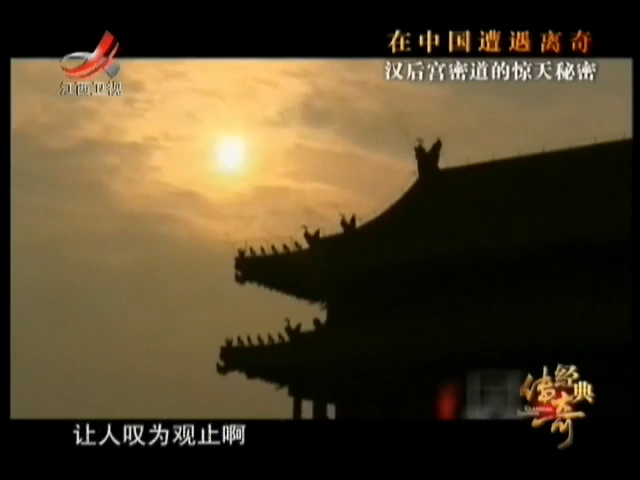 在中国遭遇离奇
汉后宫密道的惊天秘密
江西卫视
经典
传奇
让人叹为观止啊